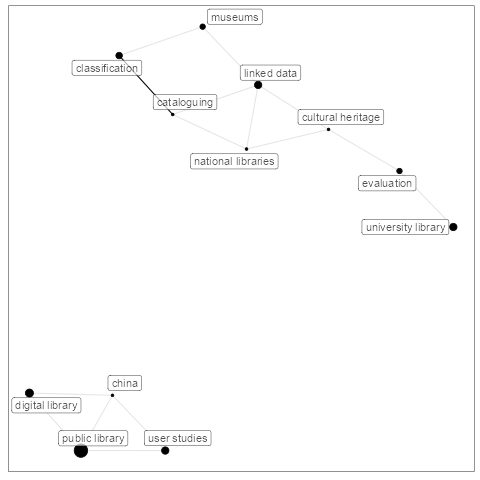 museums
classification
linked data
cataloguing
cultural heritage
national libraries
evaluation
university library
china
digital library
public library
user studies